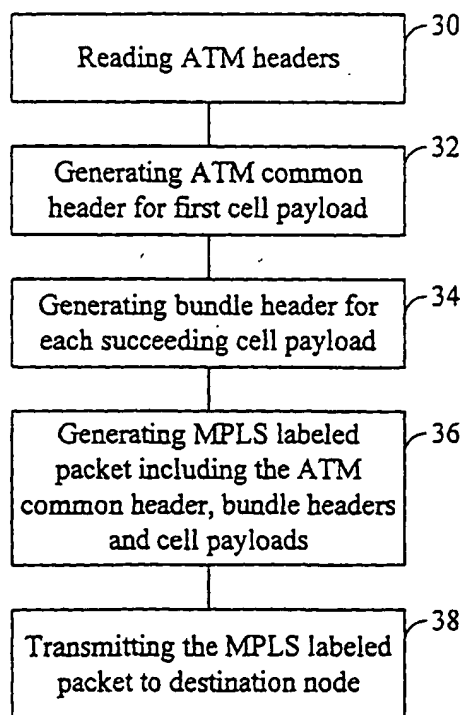 30
Reading ATM headers
32
Generating ATM common
header for first cell payload
34
Generating bundle header for
each succeeding cell payload
36
Generating MPLS labeled
packet including the ATM
common header, bundle headers
and cell payloads
38
Transmitting the MPLS labeled
packet to destination node